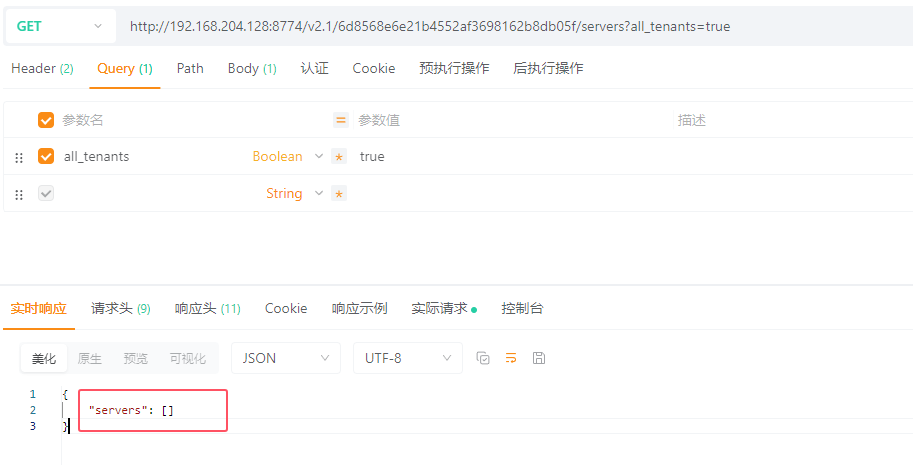 GET http://192.168.204.128:8774/v2.1/6d8568e6e21b4552af3698162b8db05f/servers?all_tenants=true
Header (2) Query (1) Path Body (1) 认证 Cookie 预执行操作 后执行操作
参数名 = 参数值 描述
all_tenants Boolean * true
String *
实时响应 请求头 (9) 响应头 (11) Cookie 响应示例 实际请求 控制台
美化 原生 预览 可视化 JSON UTF-8
1 {
2 "servers": []
3 }